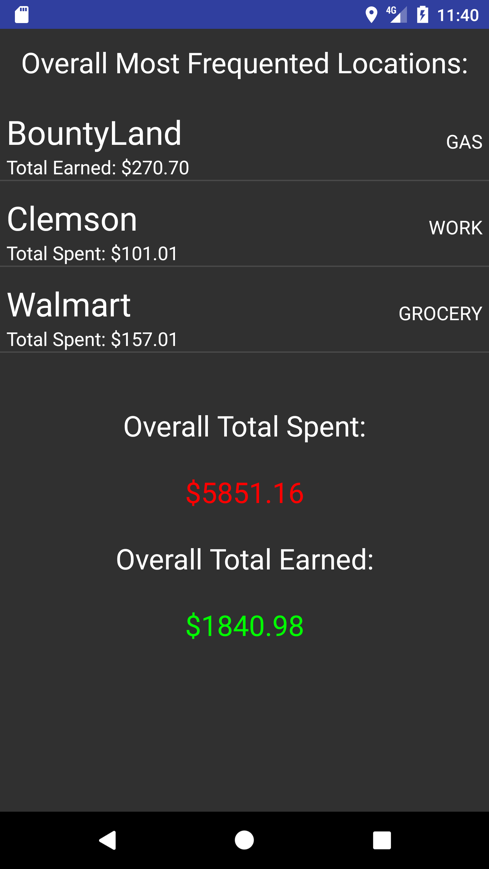 4G 11:40
Overall Most Frequented Locations:
BountyLand
GAS
Total Earned: $270.70
Clemson
WORK
Total Spent: $101.01
Walmart
GROCERY
Total Spent: $157.01
Overall Total Spent:
$5851.16
Overall Total Earned:
$1840.98